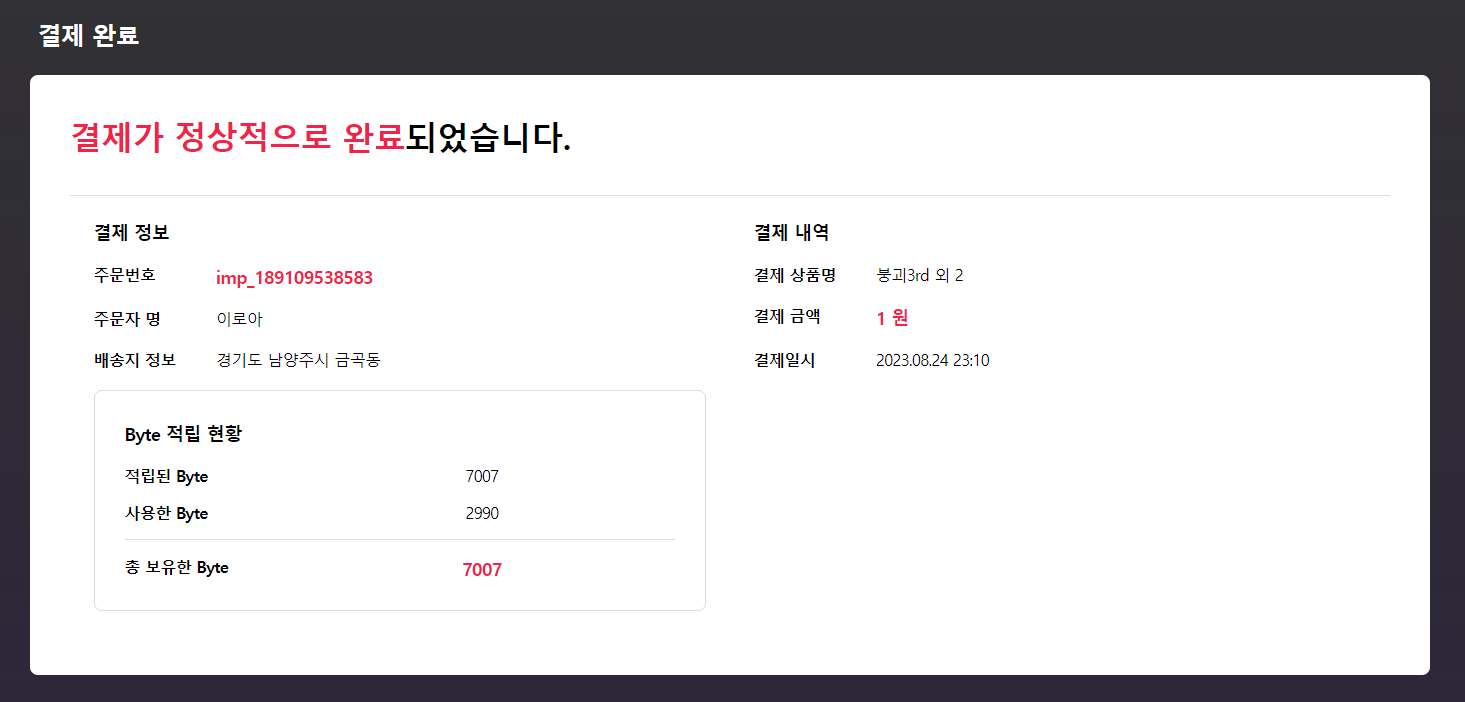 결제 완료
결제가 정상적으로 완료되었습니다.
결제 정보
주문번호 imp_189109538583
주문자 명 이로아
배송지 정보 경기도 남양주시 금곡동
Byte 적립 현황
적립된 Byte 7007
사용한 Byte 2990
총 보유한 Byte 7007
결제 내역
결제 상품명 붕괴3rd 외 2
결제 금액 1 원
결제일시 2023.08.24 23:10